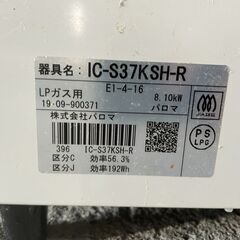 器具名：IC-S37KSH-R
E1-4-16
LPガス用 8.10kW
19·09-900371 パロマ
株式会社パロマ
396 IC-S37KSH-R
区分C 効率56.3%
区分J 効率192Wh
PS
LPG